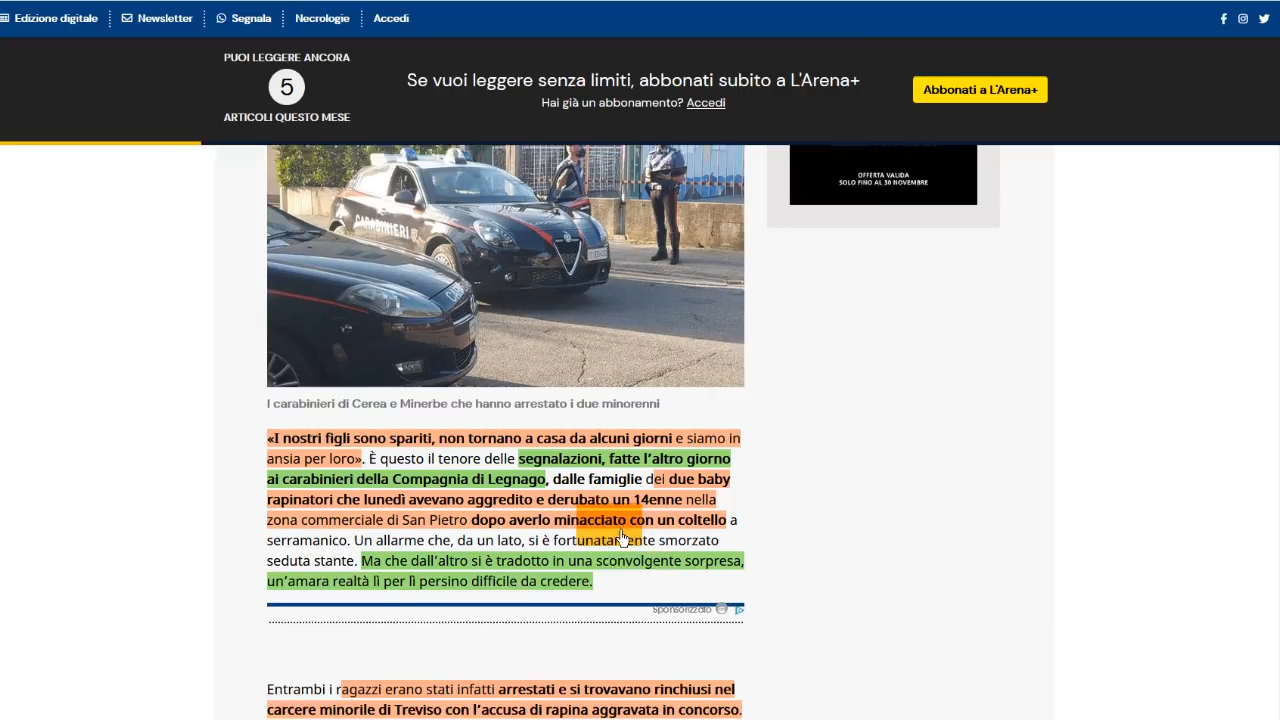 Edizione digitale Newsletter Segnala Necrologie Accedi
PUOI LEGGERE ANCORA
5
ARTICOLI QUESTO MESE
Se vuoi leggere senza limiti, abbonati subito a L'Arena+
Hai già un abbonamento? Accedi
Abbonati a L'Arena+
OFFERTA VALIDA
SOLO FINO AL 30 NOVEMBRE
CARABINIERI
I carabinieri di Cerea e Minerbe che hanno arrestato i due minorenni
«I nostri figli sono spariti, non tornano a casa da alcuni giorni e siamo in
ansia per loro». È questo il tenore delle segnalazioni, fatte l’altro giorno
ai carabinieri della Compagnia di Legnago, dalle famiglie dei due baby
rapinatori che lunedì avevano aggredito e derubato un 14enne nella
zona commerciale di San Pietro dopo averlo minacciato con un coltello a
serramanico. Un allarme che, da un lato, si è fortunatamente smorzato
seduta stante. Ma che dall’altro si è tradotto in una sconvolgente sorpresa,
un’amara realtà lì per lì persino difficile da credere.
Sponsorizzato
Entrambi i ragazzi erano stati infatti arrestati e si trovavano rinchiusi nel
carcere minorile di Treviso con l’accusa di rapina aggravata in concorso.